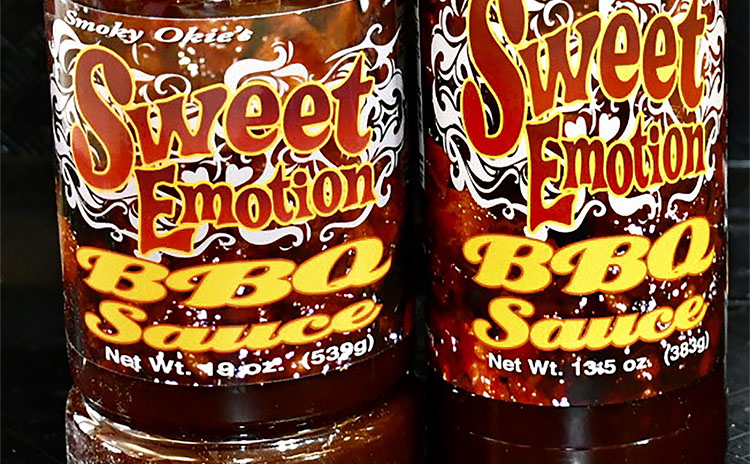 Smoky Okie's
Sweet
Emotion
BBQ
Sauce
Net Wt. 19 oz. (539g)
Sweet
Emotion
BBQ
Sauce
Net Wt. 13.5 oz. (383g)